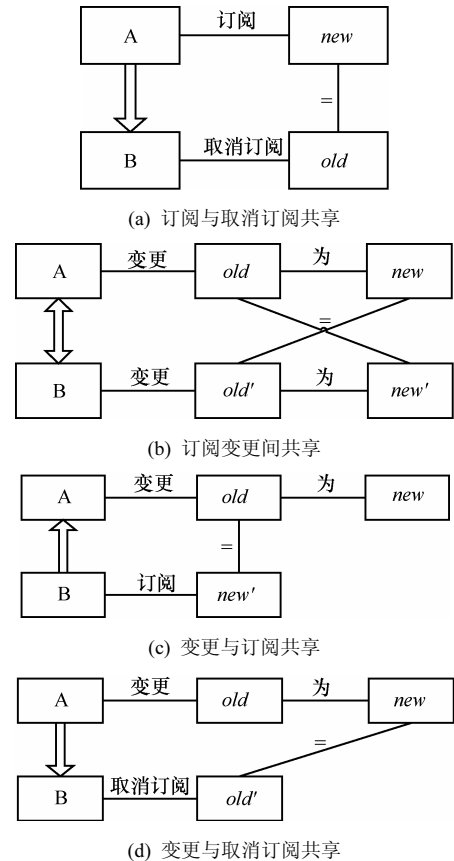 A 订阅 new
=
B 取消订阅 old
(a) 订阅与取消订阅共享
A 变更 old 为 new
=
B 变更 old' 为 new'
(b) 订阅变更间共享
A 变更 old 为 new
=
B 订阅 new'
(c) 变更与订阅共享
A 变更 old 为 new
=
B 取消订阅 old'
(d) 变更与取消订阅共享